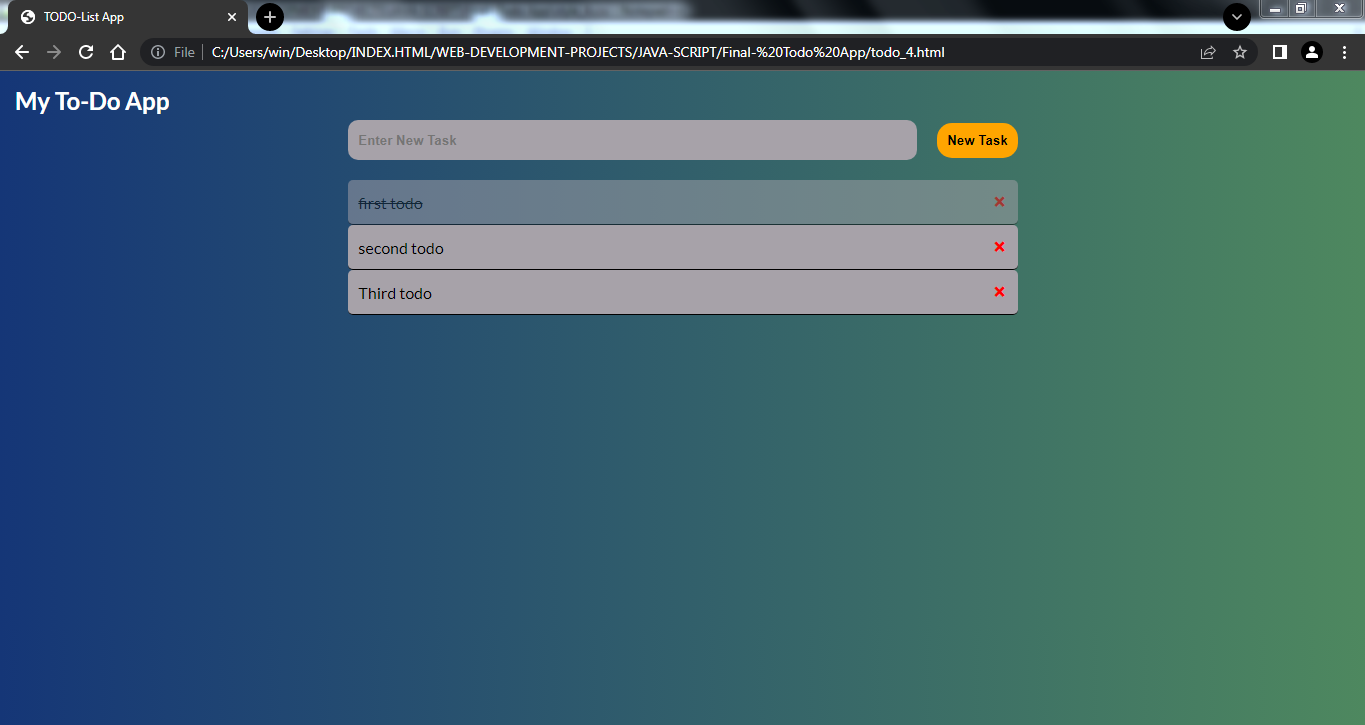 TODO-List App
File
C:/Users/win/Desktop/INDEX.HTML/WEB-DEVELOPMENT-PROJECTS/JAVA-SCRIPT/Final-%20Todo%20App/todo_4.html
My To-Do App
Enter New Task
New Task
first todo
second todo
Third todo